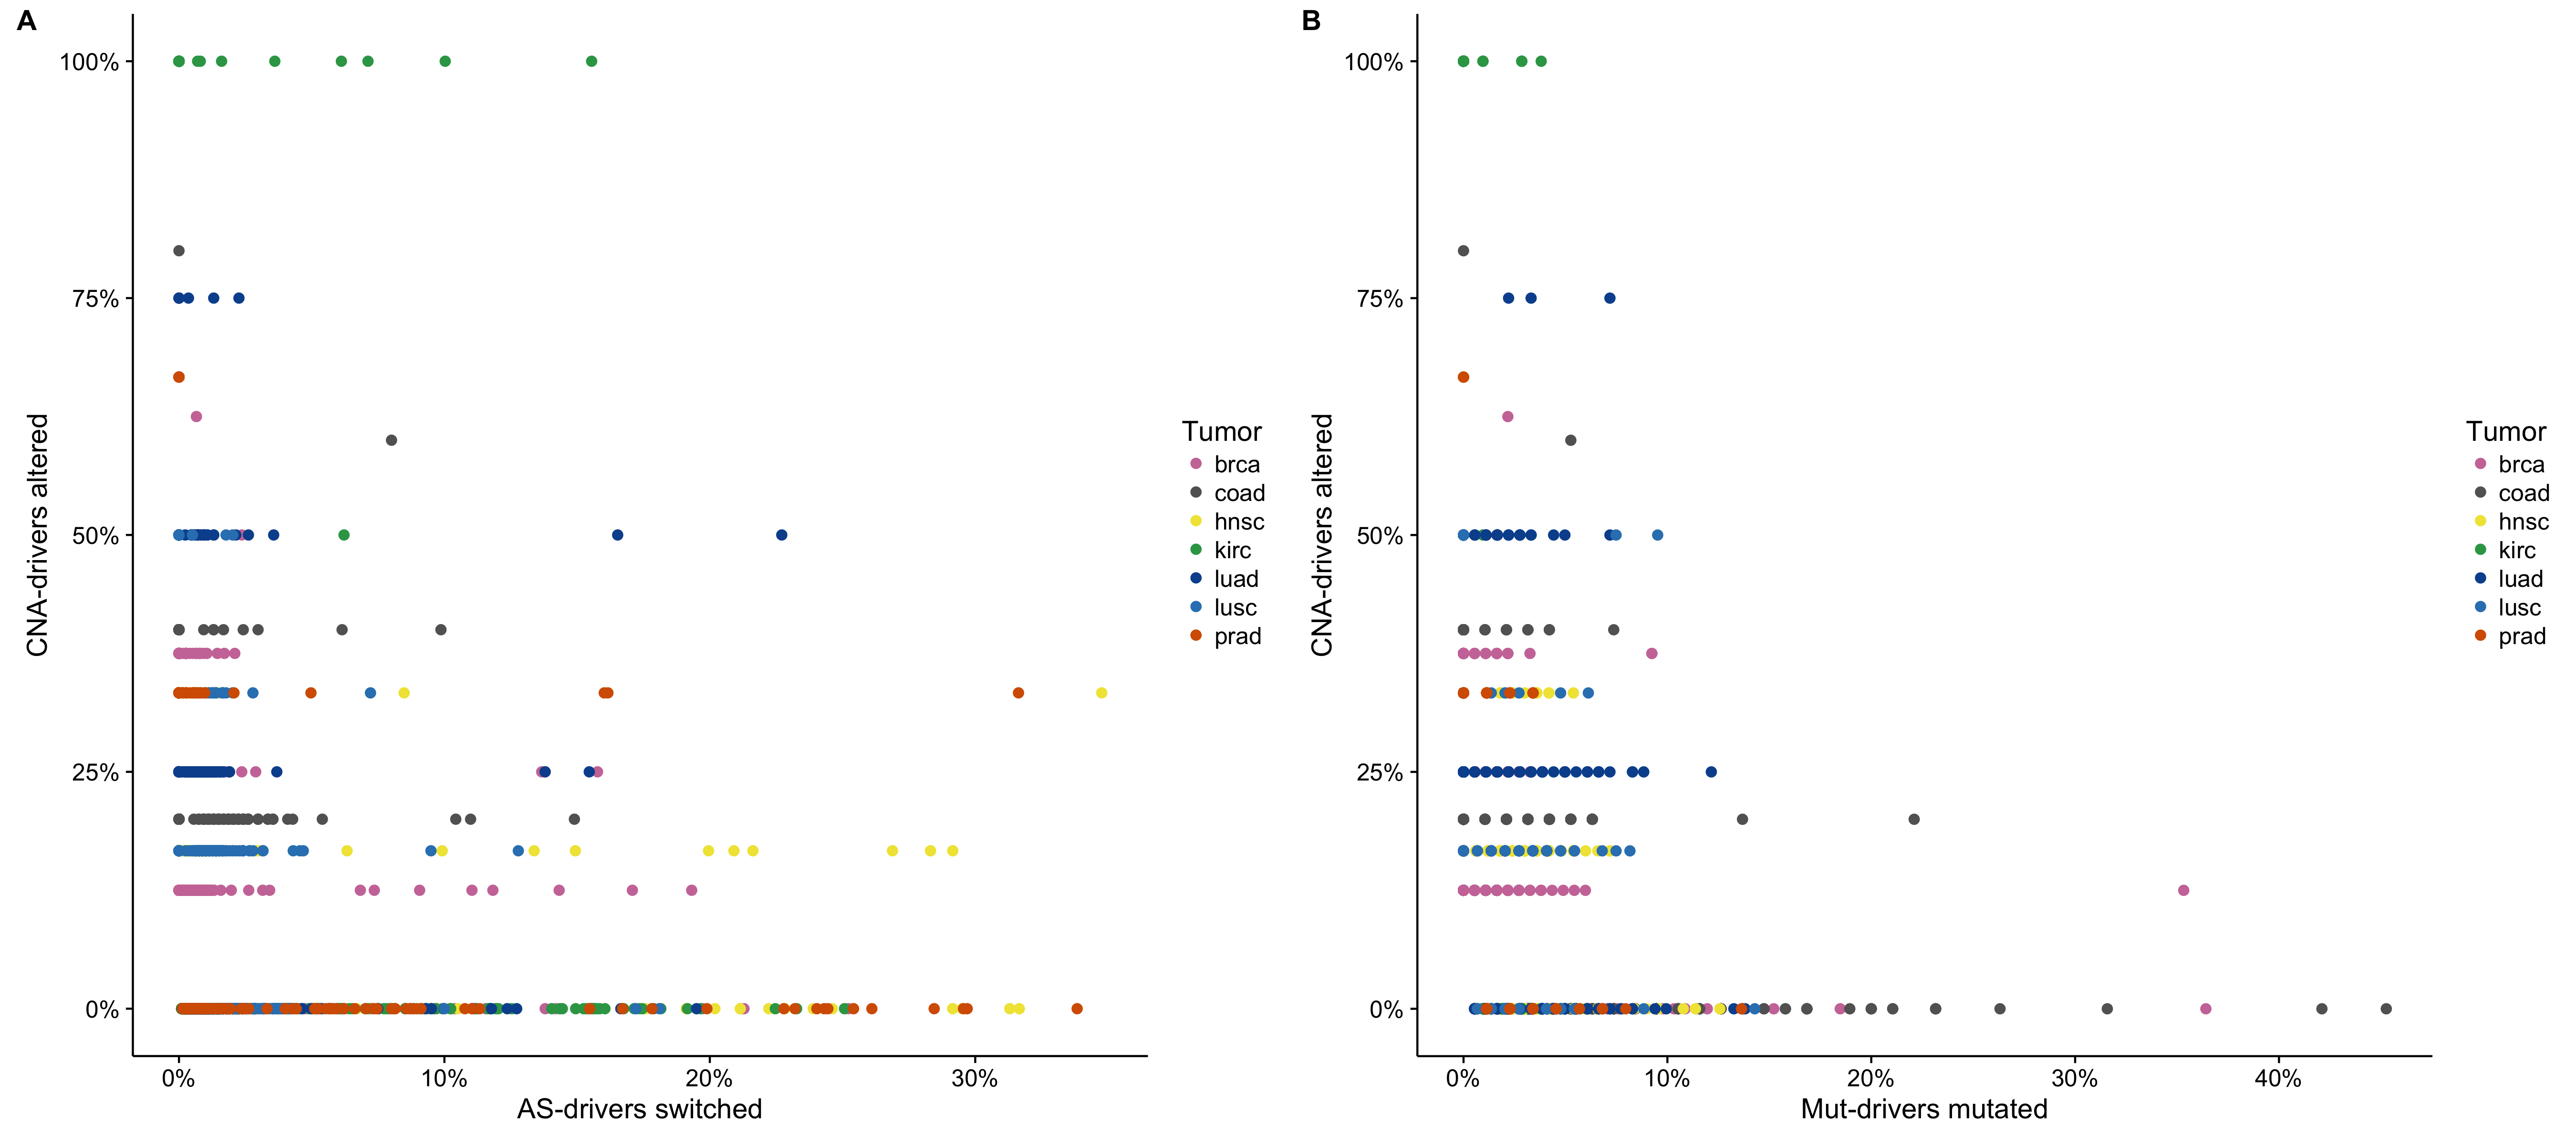 A
CNA-drivers altered
100%
75%
50%
25%
0%
0%
10%
20%
30%
AS-drivers switched
Tumor
brca
coad
hnsc
kirc
luad
lusc
prad
B
CNA-drivers altered
100%
75%
50%
25%
0%
0%
10%
20%
30%
40%
Mut-drivers mutated
Tumor
brca
coad
hnsc
kirc
luad
lusc
prad